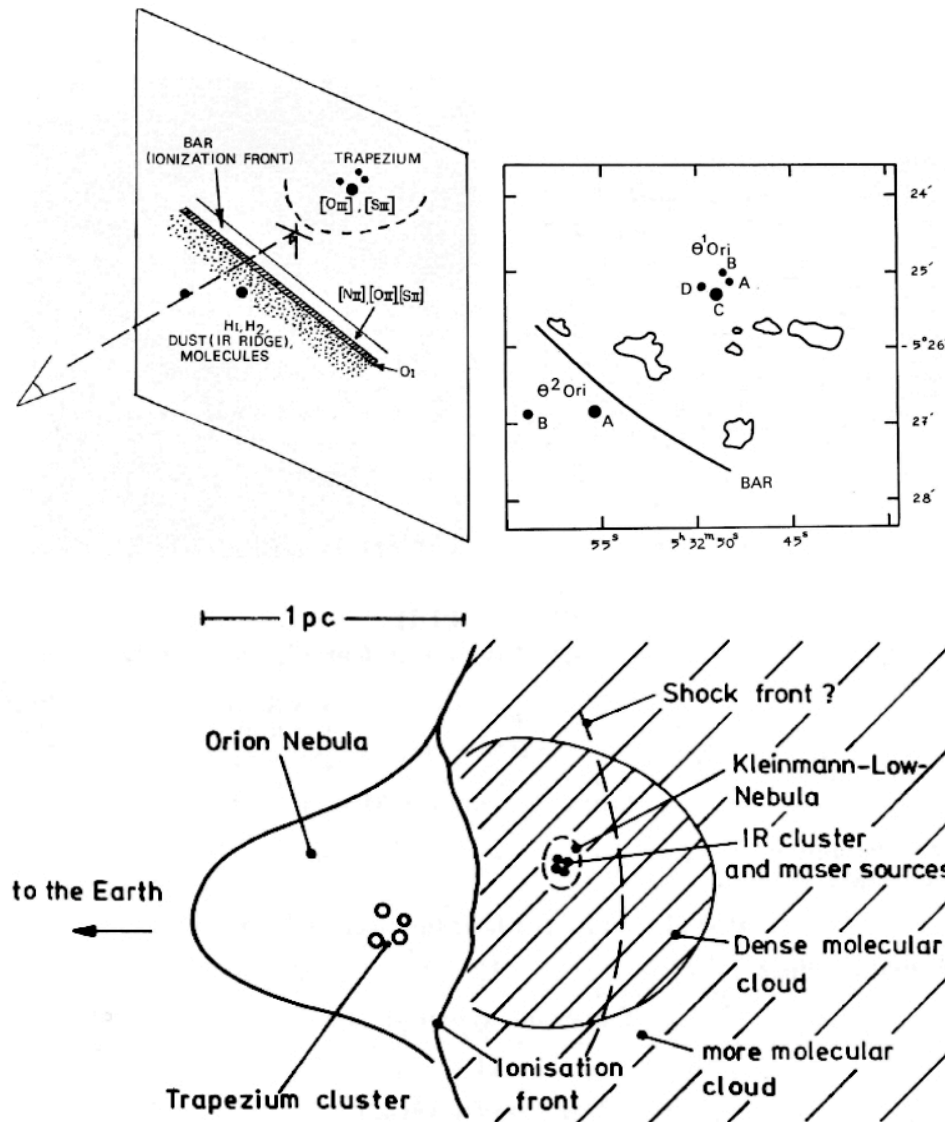 BAR
(IONIZATION FRONT)
TRAPEZIUM
[OⅢ],[SⅢ]
[NⅡ][OⅡ][SⅡ]
HI,H2,
DUST(IR RIDGE),
MOLECULES
OI
θ¹Ori
B
A
D
C
θ²Ori
B
A
BAR
24′
25′
-5°26′
27′
28′
55ˢ
5ʰ 32ᵐ 50ˢ
45ˢ
1 pc
Shock front ?
Orion Nebula
Kleinmann-Low-
Nebula
IR cluster
and maser sources
to the Earth
Dense molecular
cloud
more molecular
cloud
Ionisation
front
Trapezium cluster